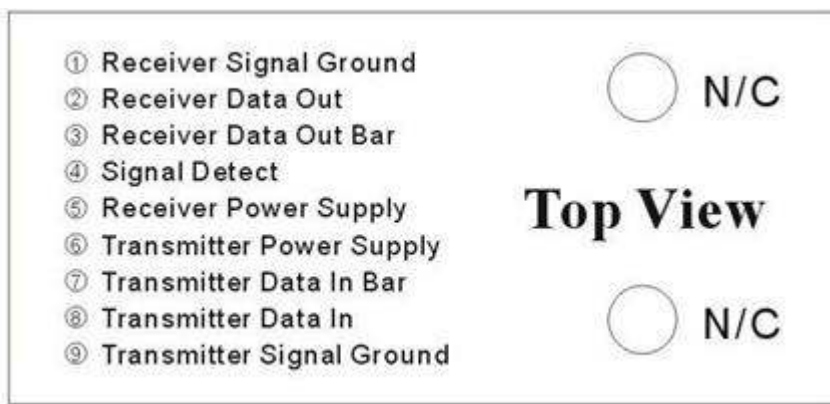 ① Receiver Signal Ground
② Receiver Data Out
③ Receiver Data Out Bar
④ Signal Detect
⑤ Receiver Power Supply
⑥ Transmitter Power Supply
⑦ Transmitter Data In Bar
⑧ Transmitter Data In
⑨ Transmitter Signal Ground
N/C
Top View
N/C